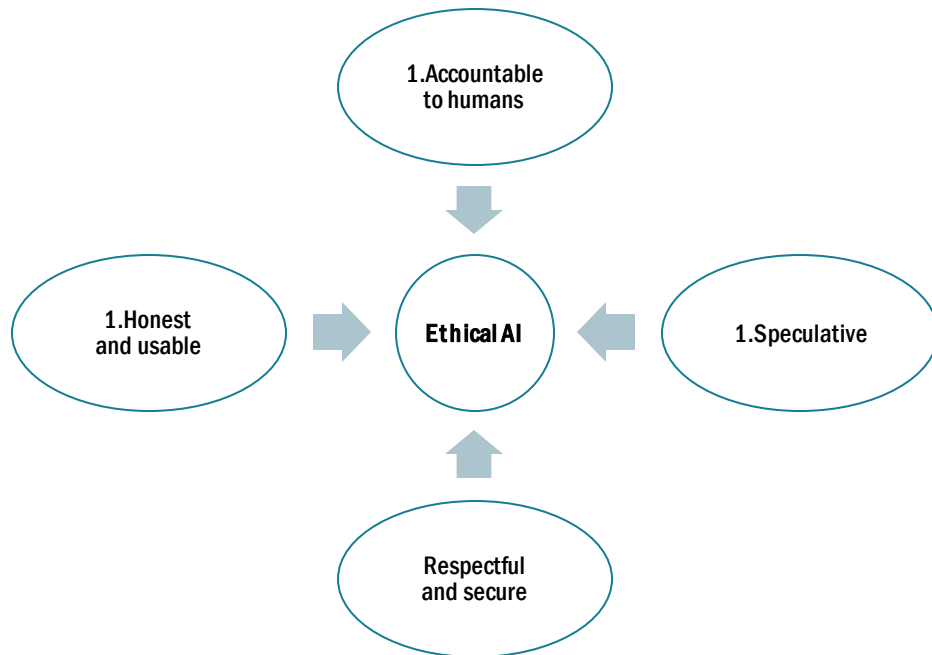 1.Accountable
to humans
1.Honest
and usable
Ethical AI
1.Speculative
Respectful
and secure